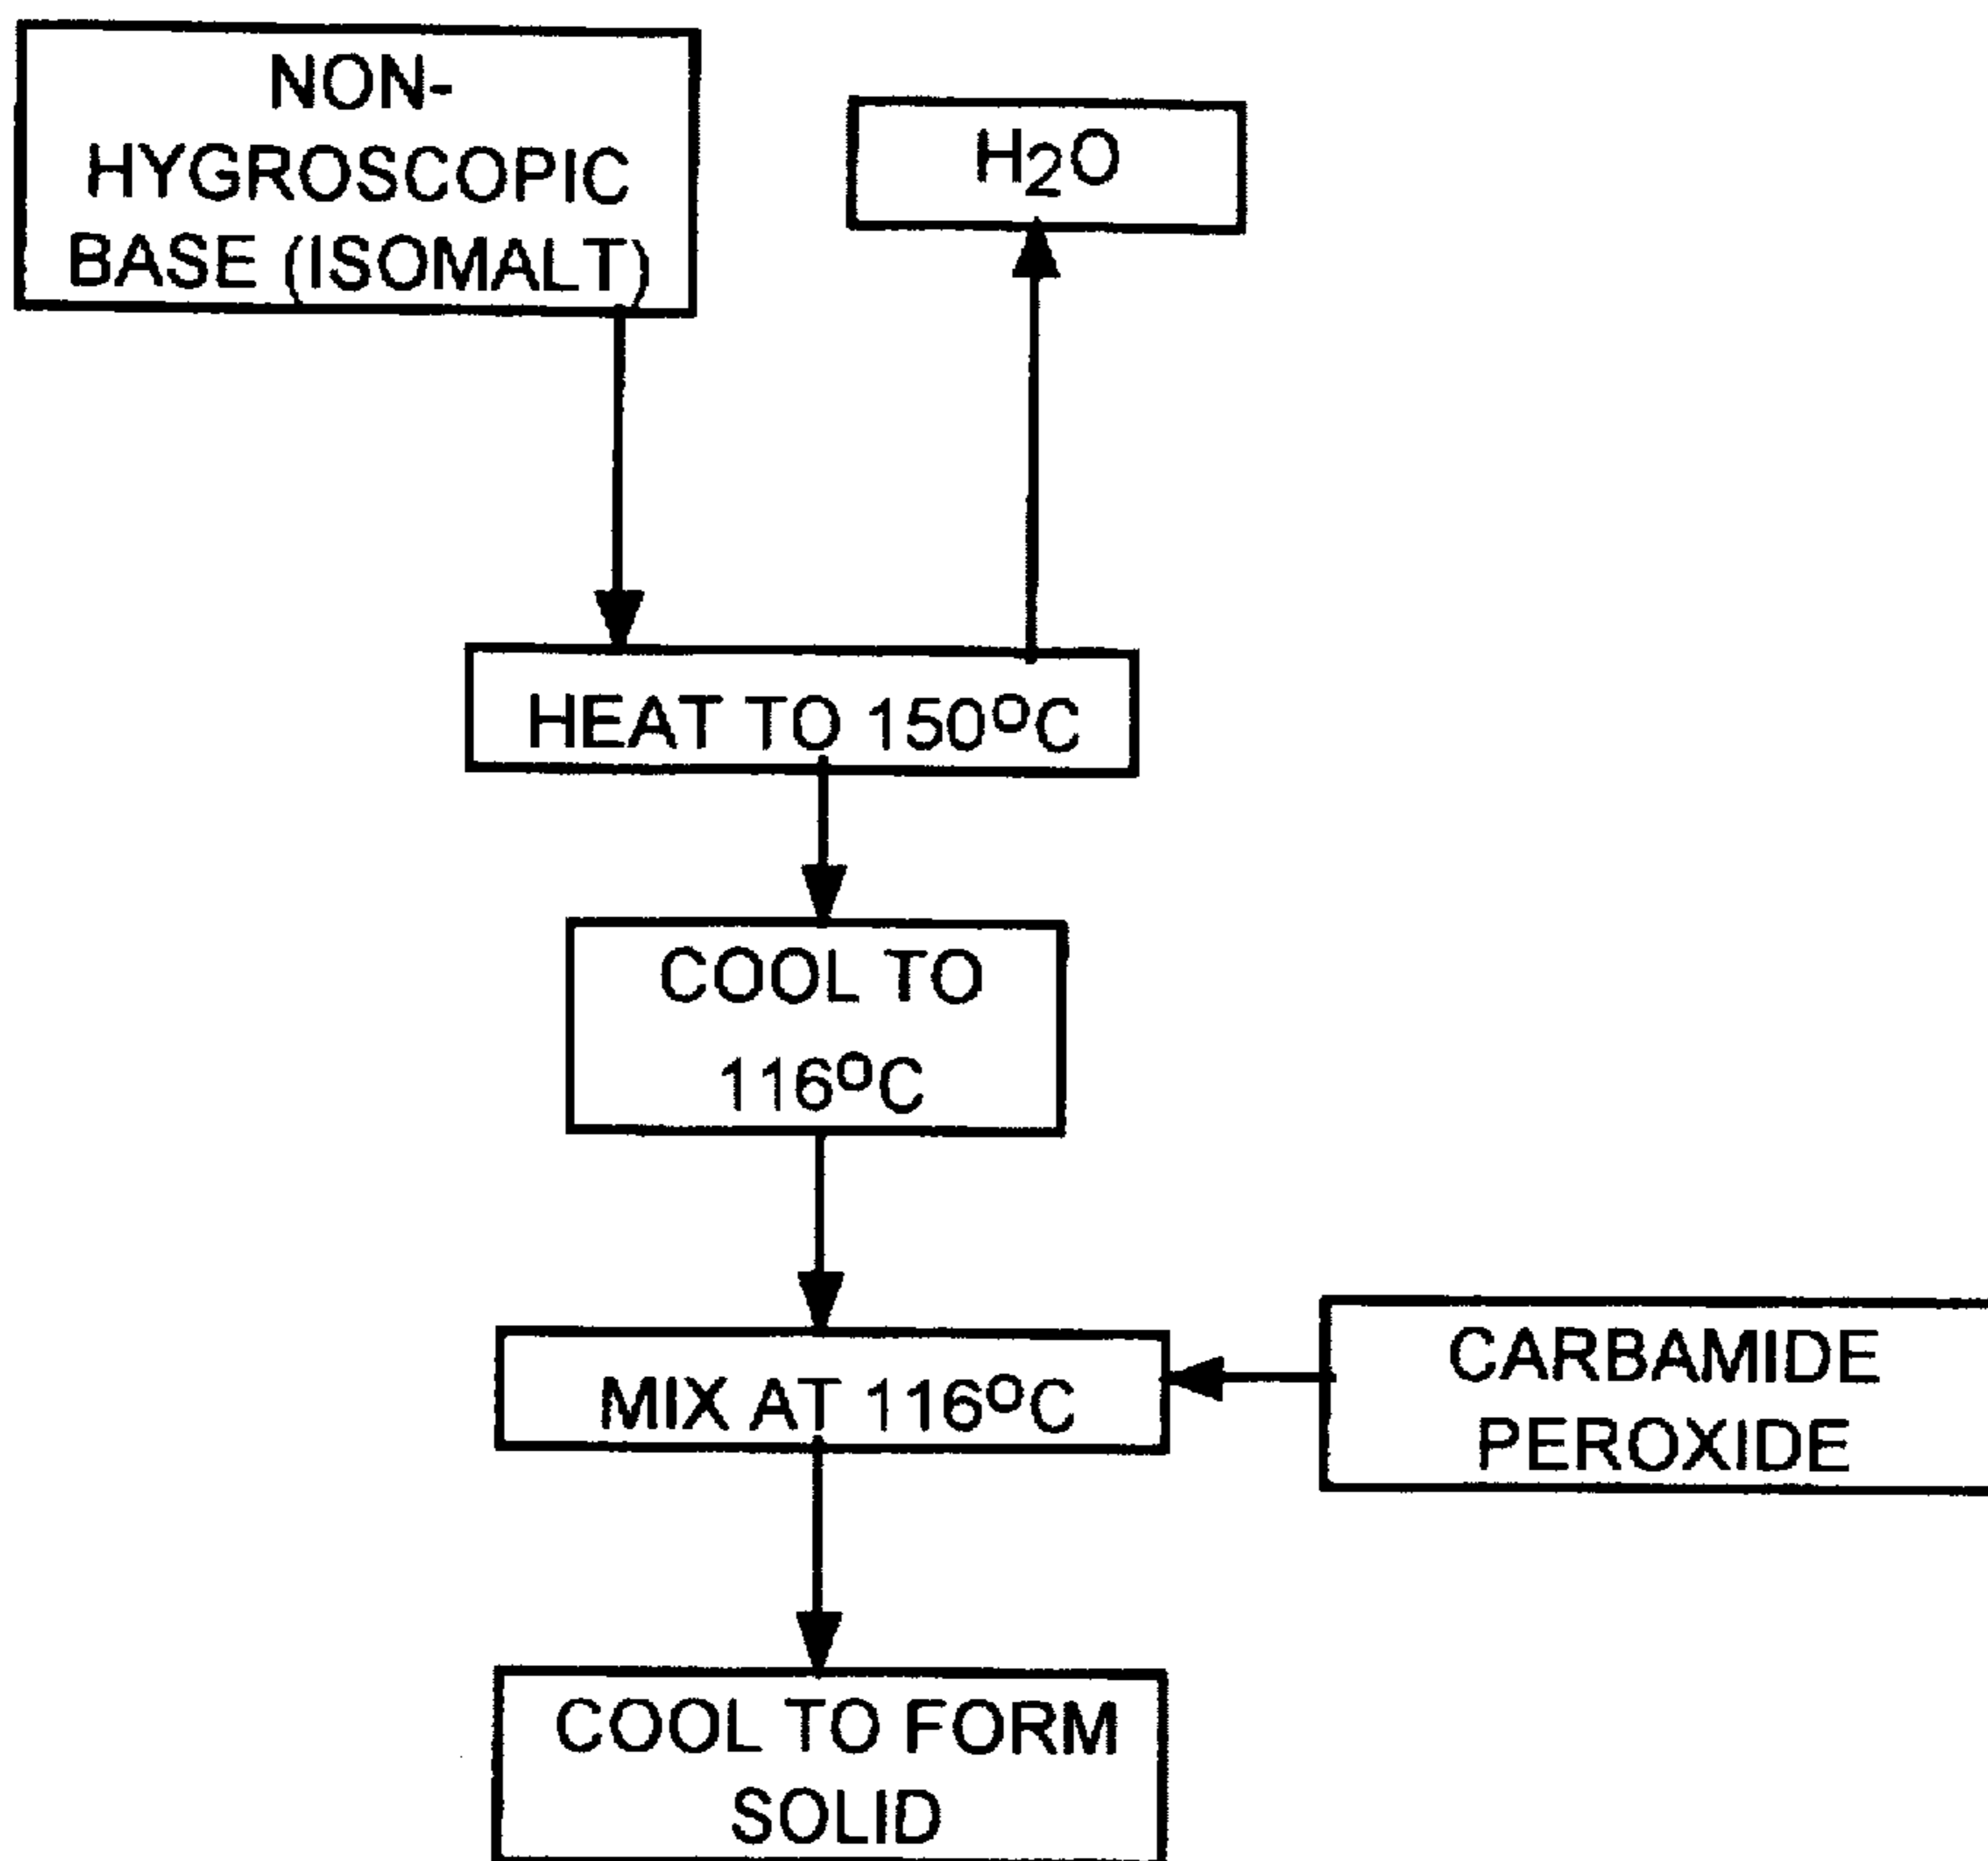 NON-
HYGROSCOPIC
BASE (ISOMALT)
H2O
HEAT TO 150ºC
COOL TO
116ºC
MIX AT 116ºC
CARBAMIDE
PEROXIDE
COOL TO FORM
SOLID